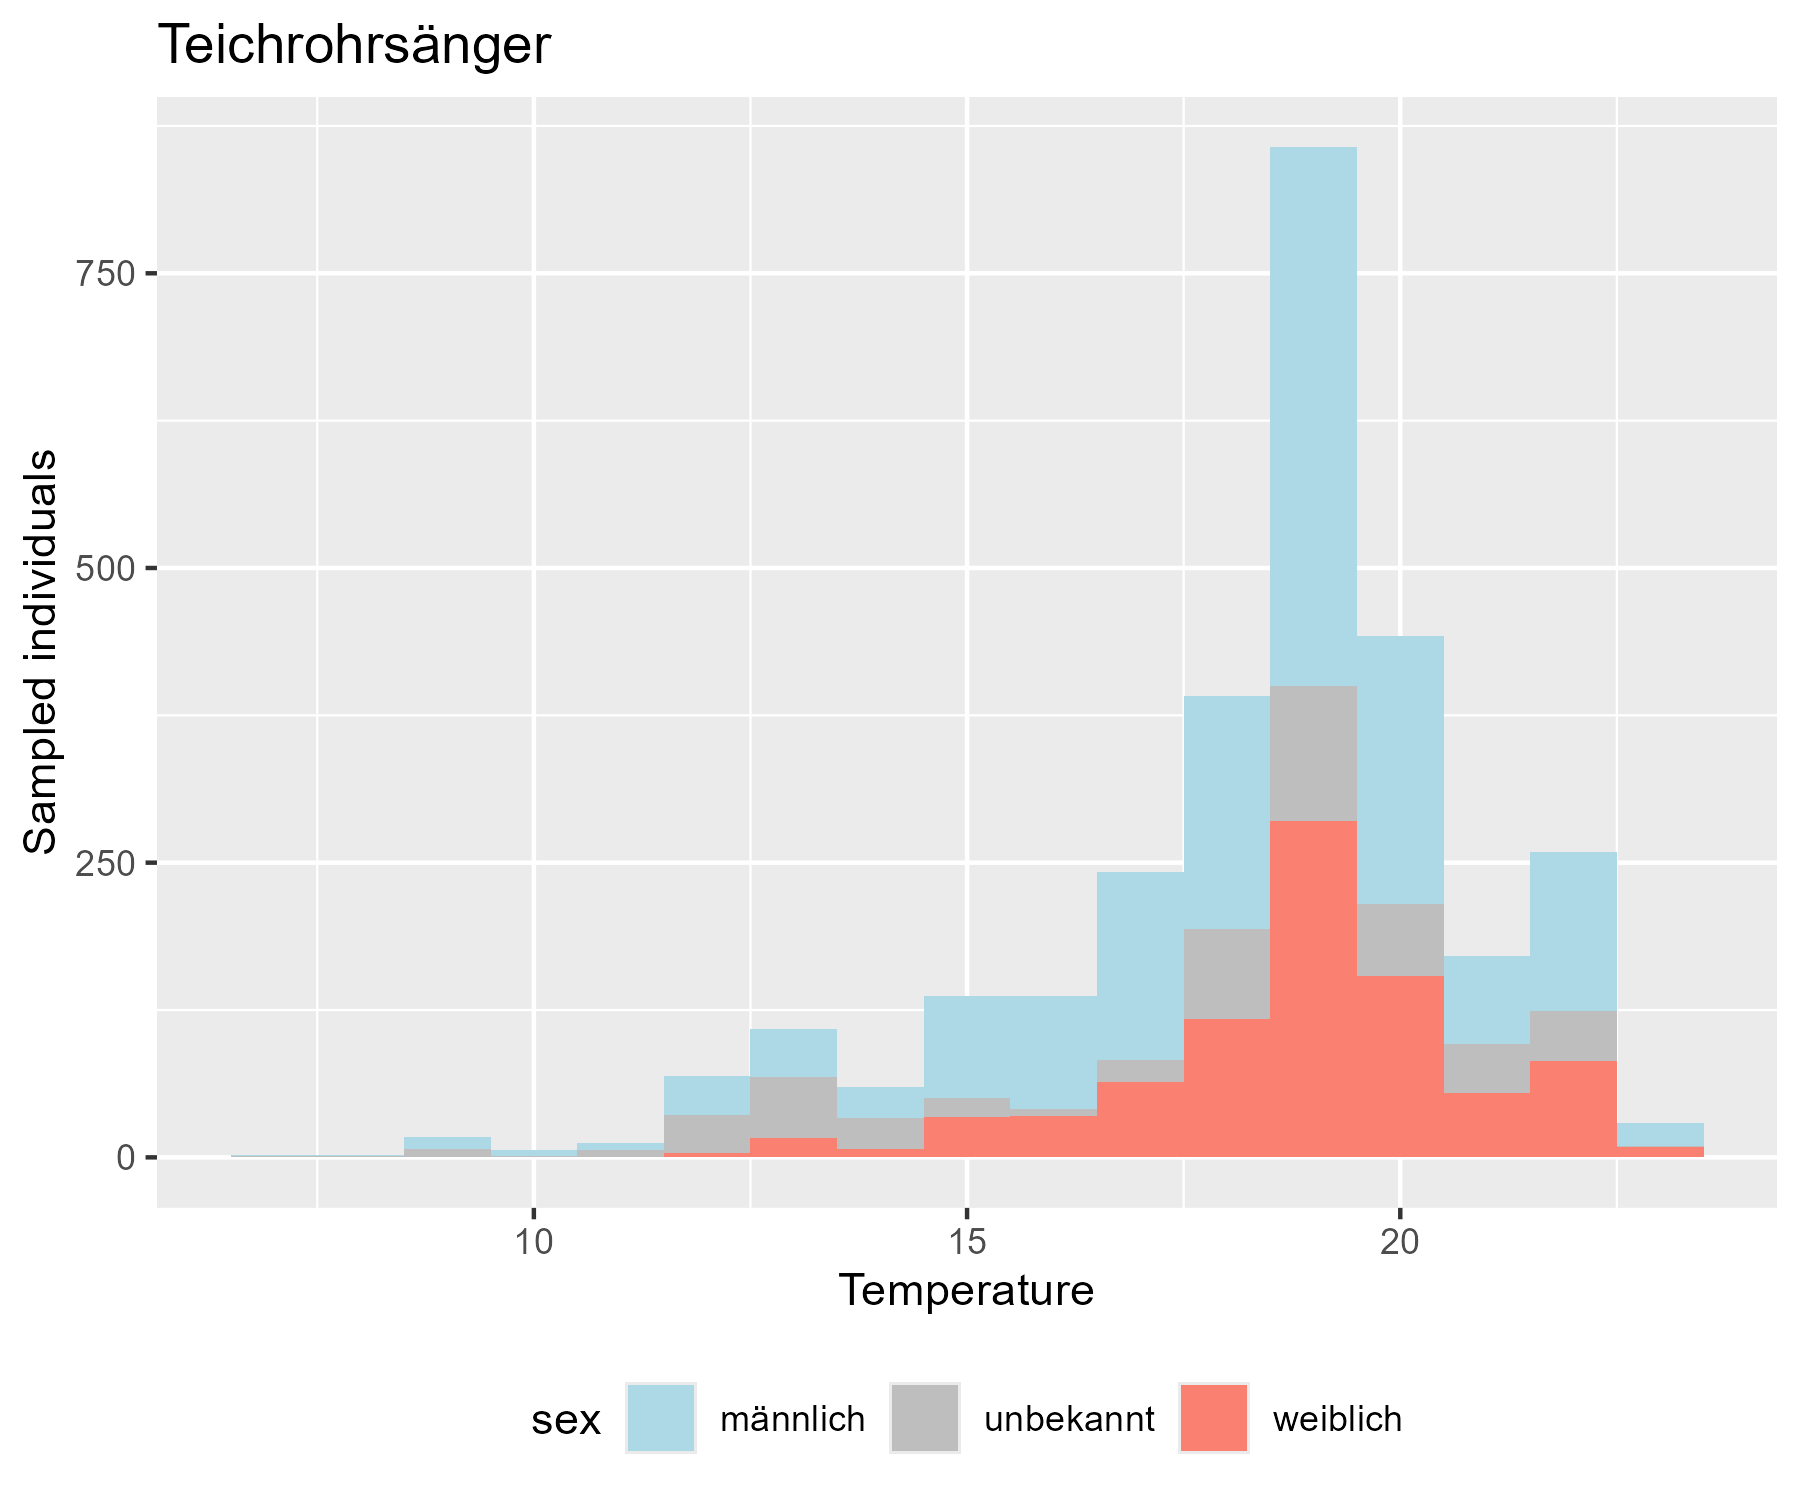 Teichrohrsänger
Sampled individuals
750
500
250
0
10 15 20
Temperature
sex männlich unbekannt weiblich